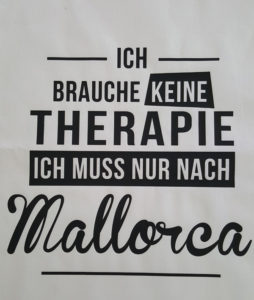 ICH
BRAUCHE KEINE
THERAPIE
ICH MUSS NUR NACH
Mallorca